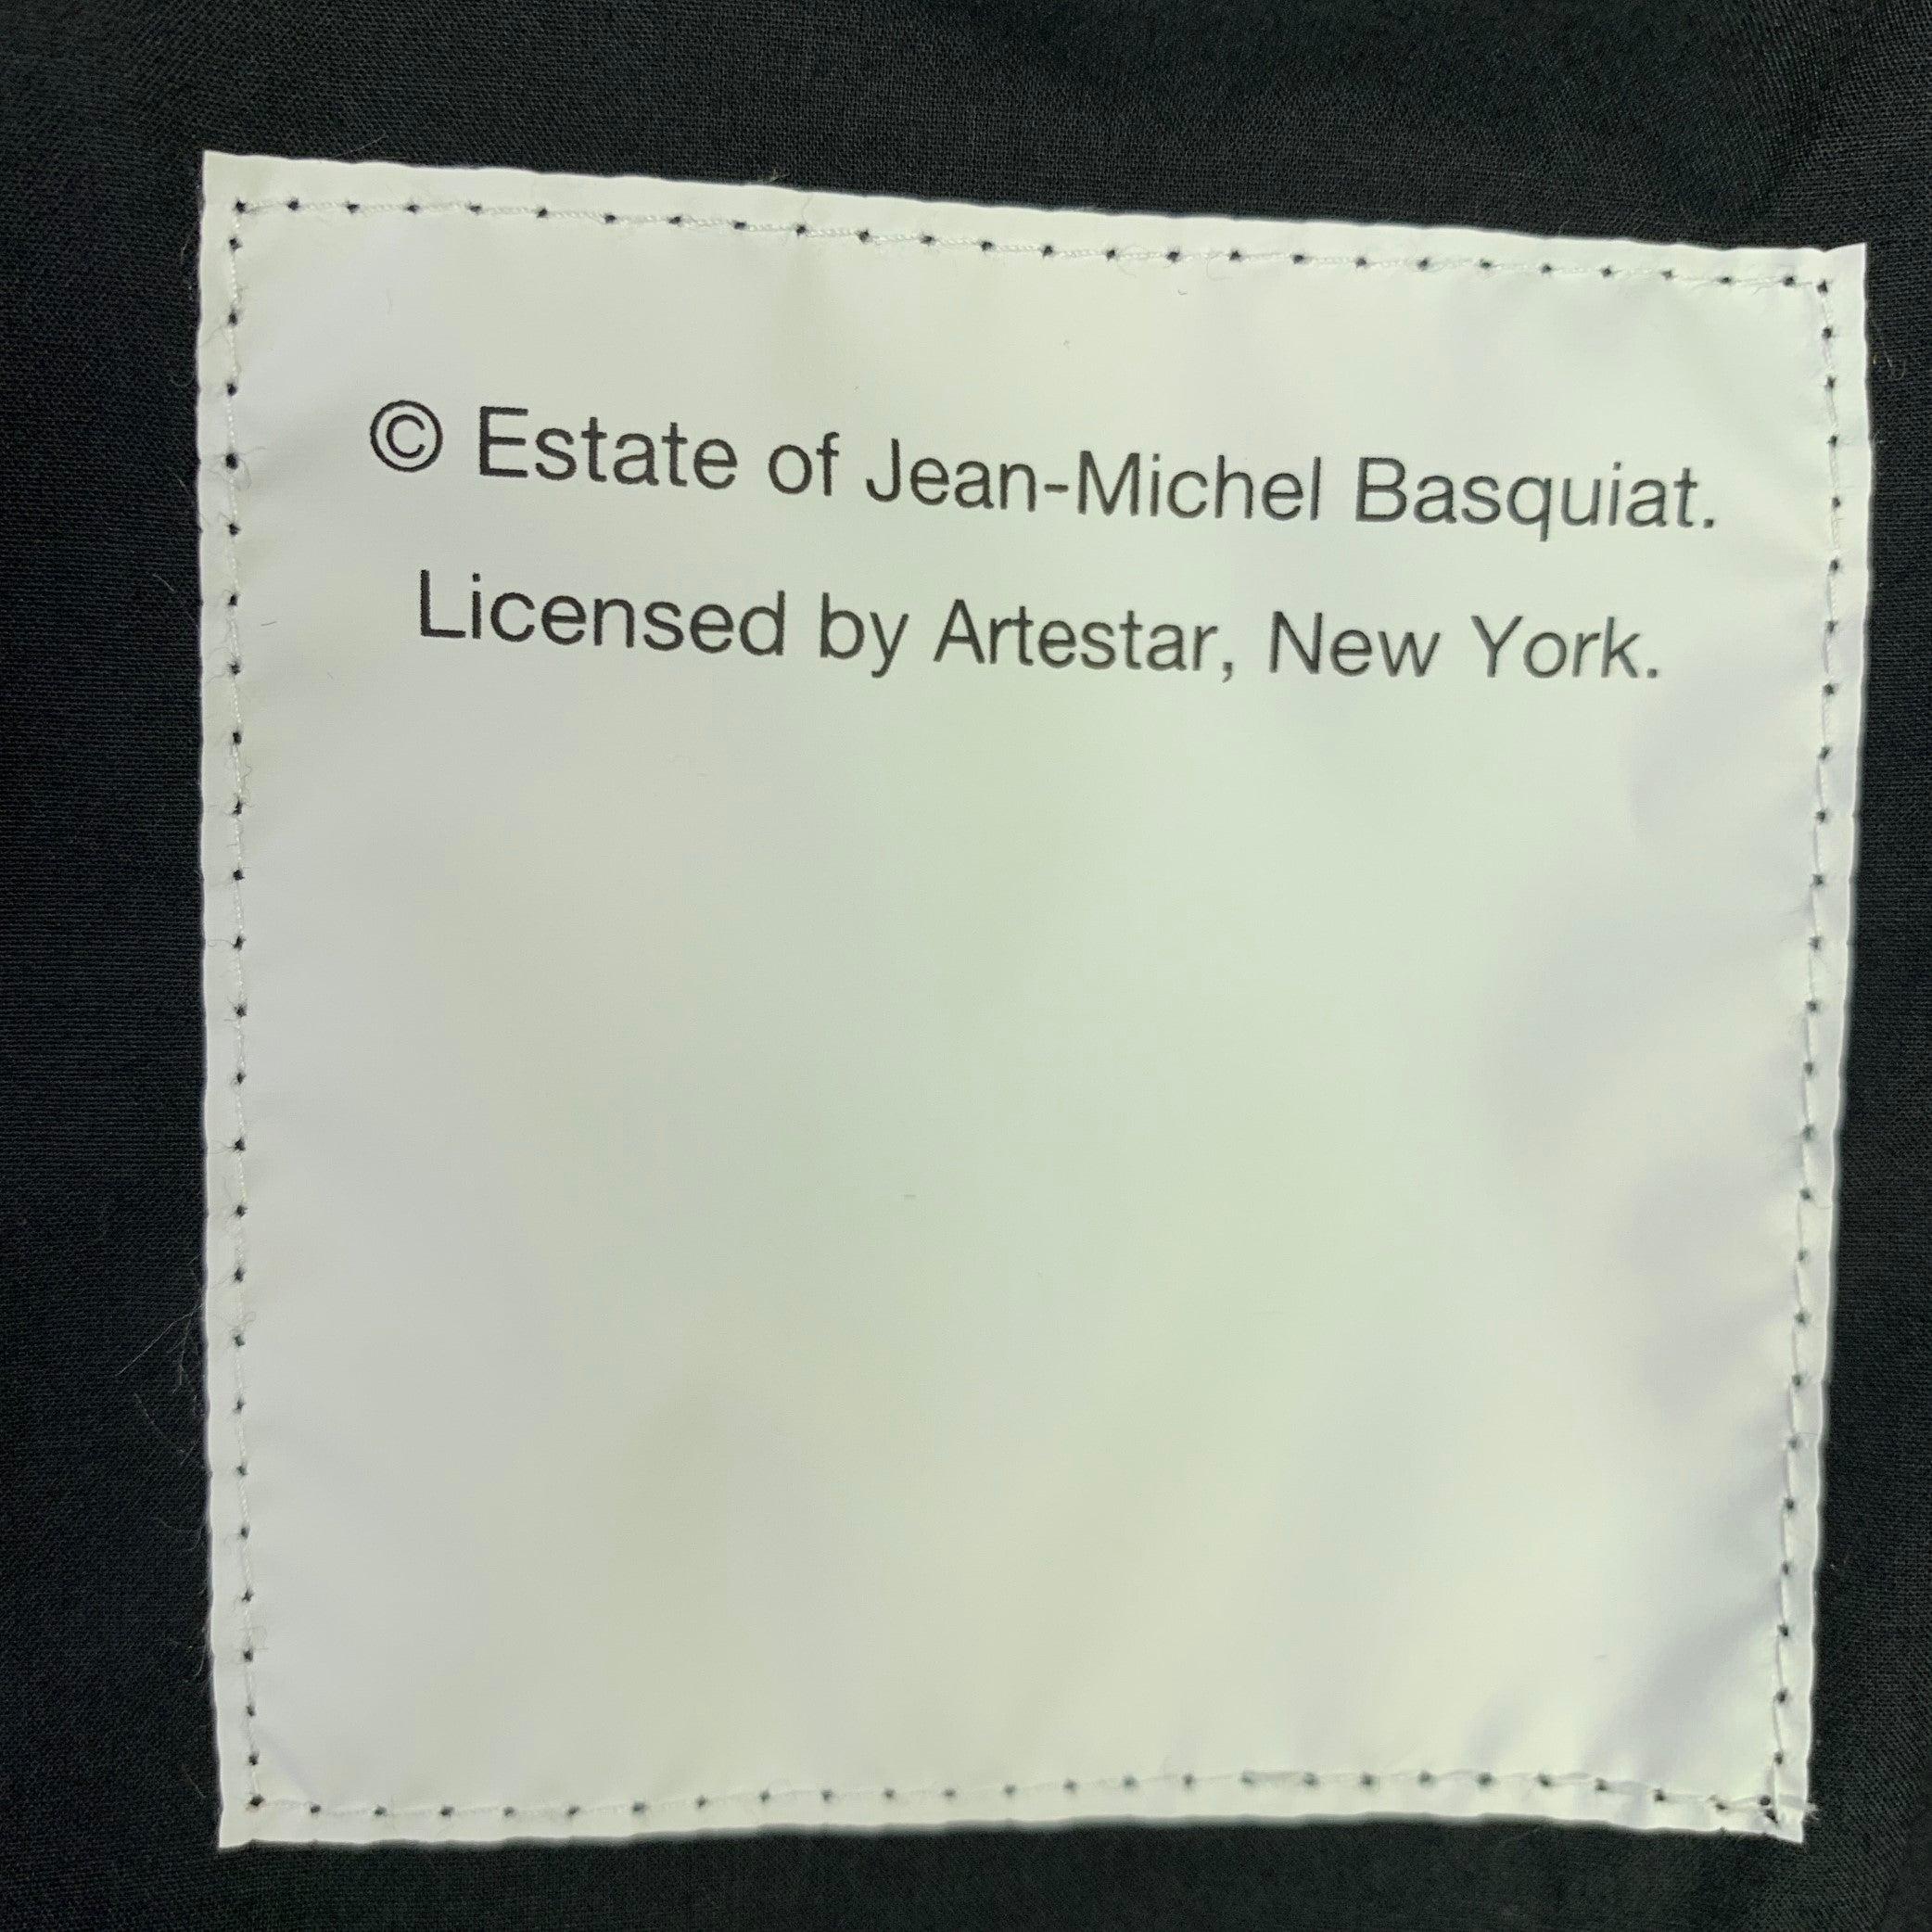 © Estate of Jean-Michel Basquiat.
Licensed by Artestar, New York.